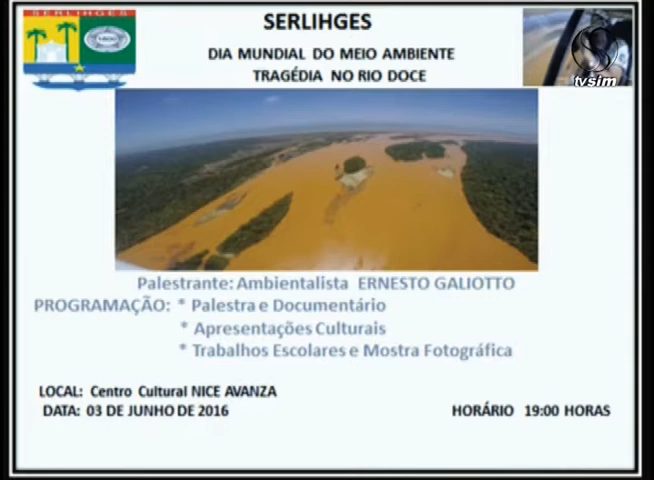 SERLIHGES
SERLIHGES
DIA MUNDIAL DO MEIO AMBIENTE
TRAGÉDIA NO RIO DOCE
tvsim
Palestrante: Ambientalista ERNESTO GALIOTTO
PROGRAMAÇÃO: * Palestra e Documentário
* Apresentações Culturais
* Trabalhos Escolares e Mostra Fotográfica
LOCAL: Centro Cultural NICE AVANZA
DATA: 03 DE JUNHO DE 2016
HORÁRIO 19:00 HORAS